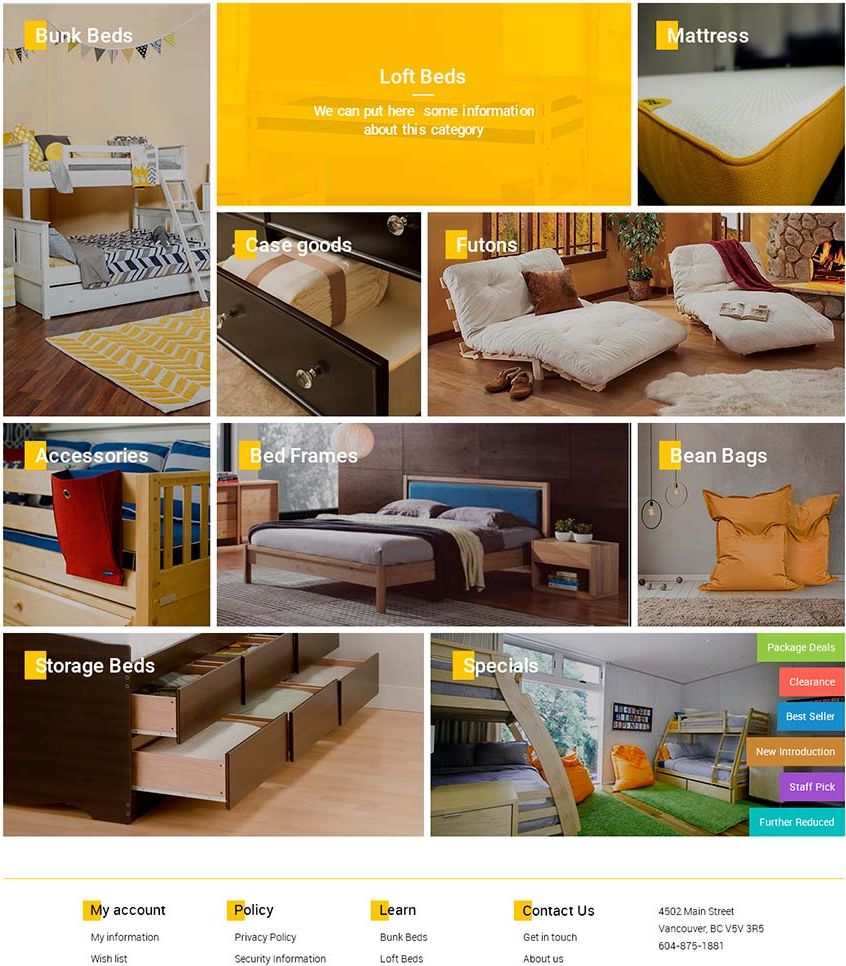 Bunk Beds
Loft Beds
We can put here some information
about this category
Mattress
Case goods
Futons
Accessories
Bed Frames
Bean Bags
Storage Beds
Specials
Package Deals
Clearance
Best Seller
New Introduction
Staff Pick
Further Reduced
My account
My information
Wish list
Policy
Privacy Policy
Security Information
Learn
Bunk Beds
Loft Beds
Contact Us
Get in touch
About us
4502 Main Street
Vancouver, BC V5V 3R5
604-875-1881